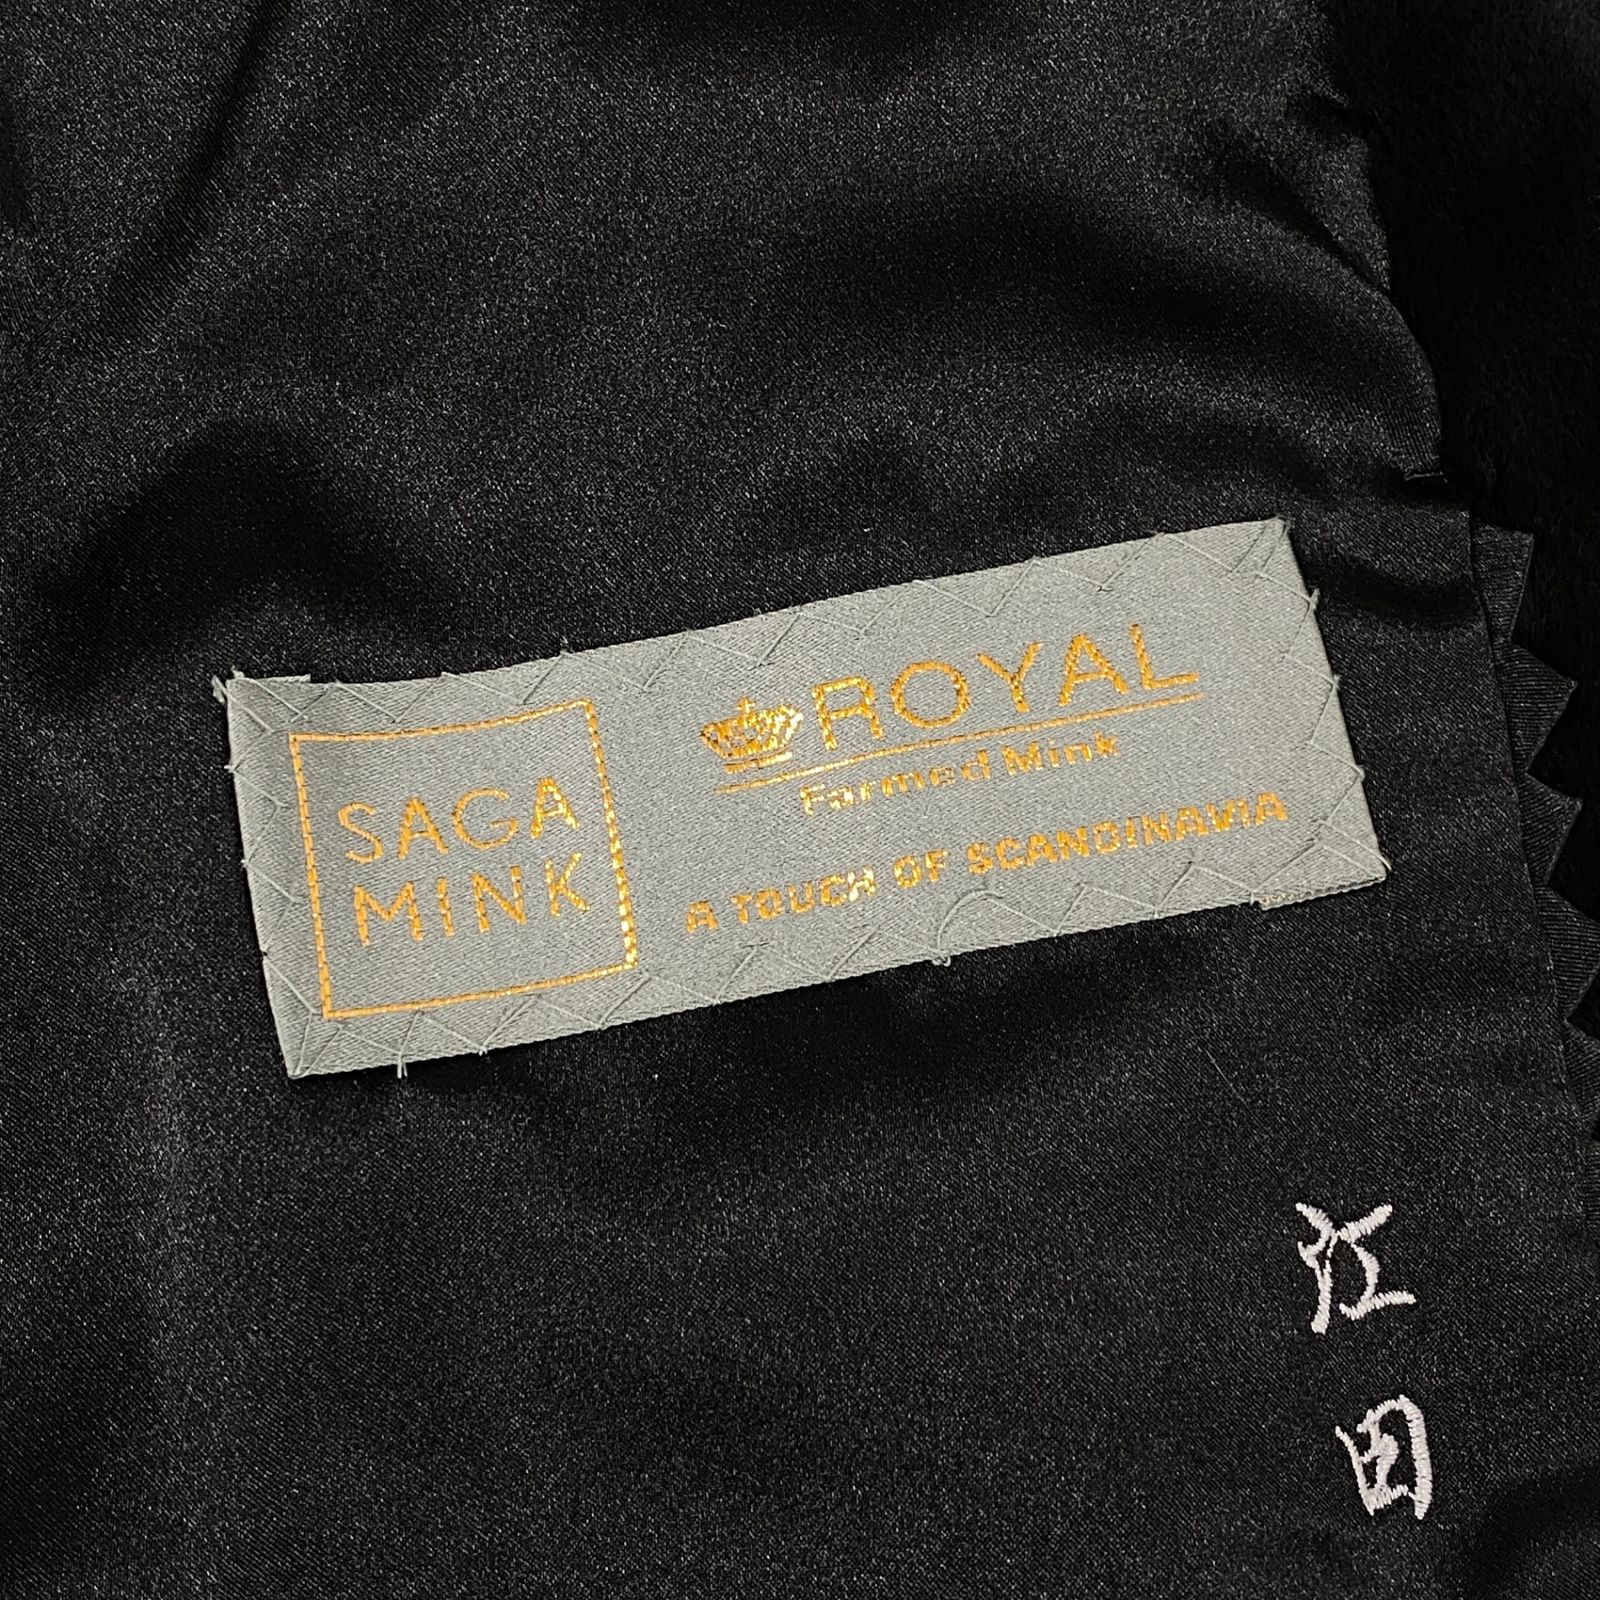 SAGA
MINK
ROYAL
Farmed Mink
A TOUCH OF SCANDINAVIA
江
田